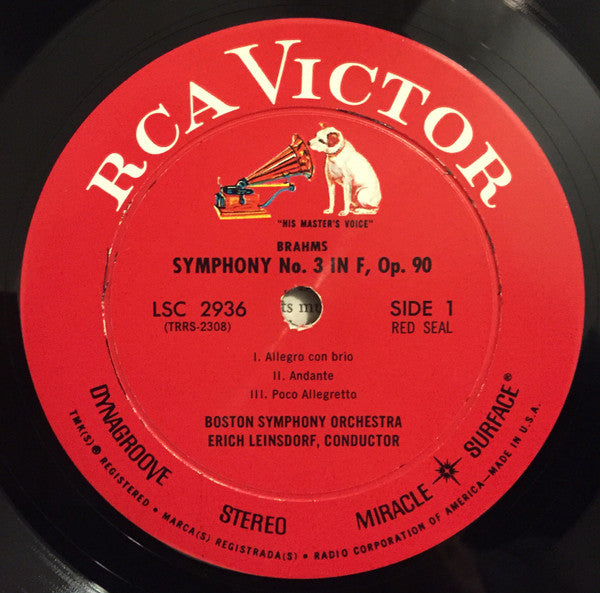 RCA VICTOR
"HIS MASTER'S VOICE"
BRAHMS
SYMPHONY No. 3 IN F, Op. 90
LSC 2936
(TRRS-2308)
ts mo
SIDE 1
RED SEAL
I. Allegro con brio
II. Andante
III. Poco Allegretto
BOSTON SYMPHONY ORCHESTRA
ERICH LEINSDORF, CONDUCTOR
DYNAGROOVE
STEREO
MIRACLE SURFACE®
TMK(S)® REGISTERED • MARCA(S) REGISTRADA(S) • RADIO CORPORATION OF AMERICA—MADE IN U.S.A.